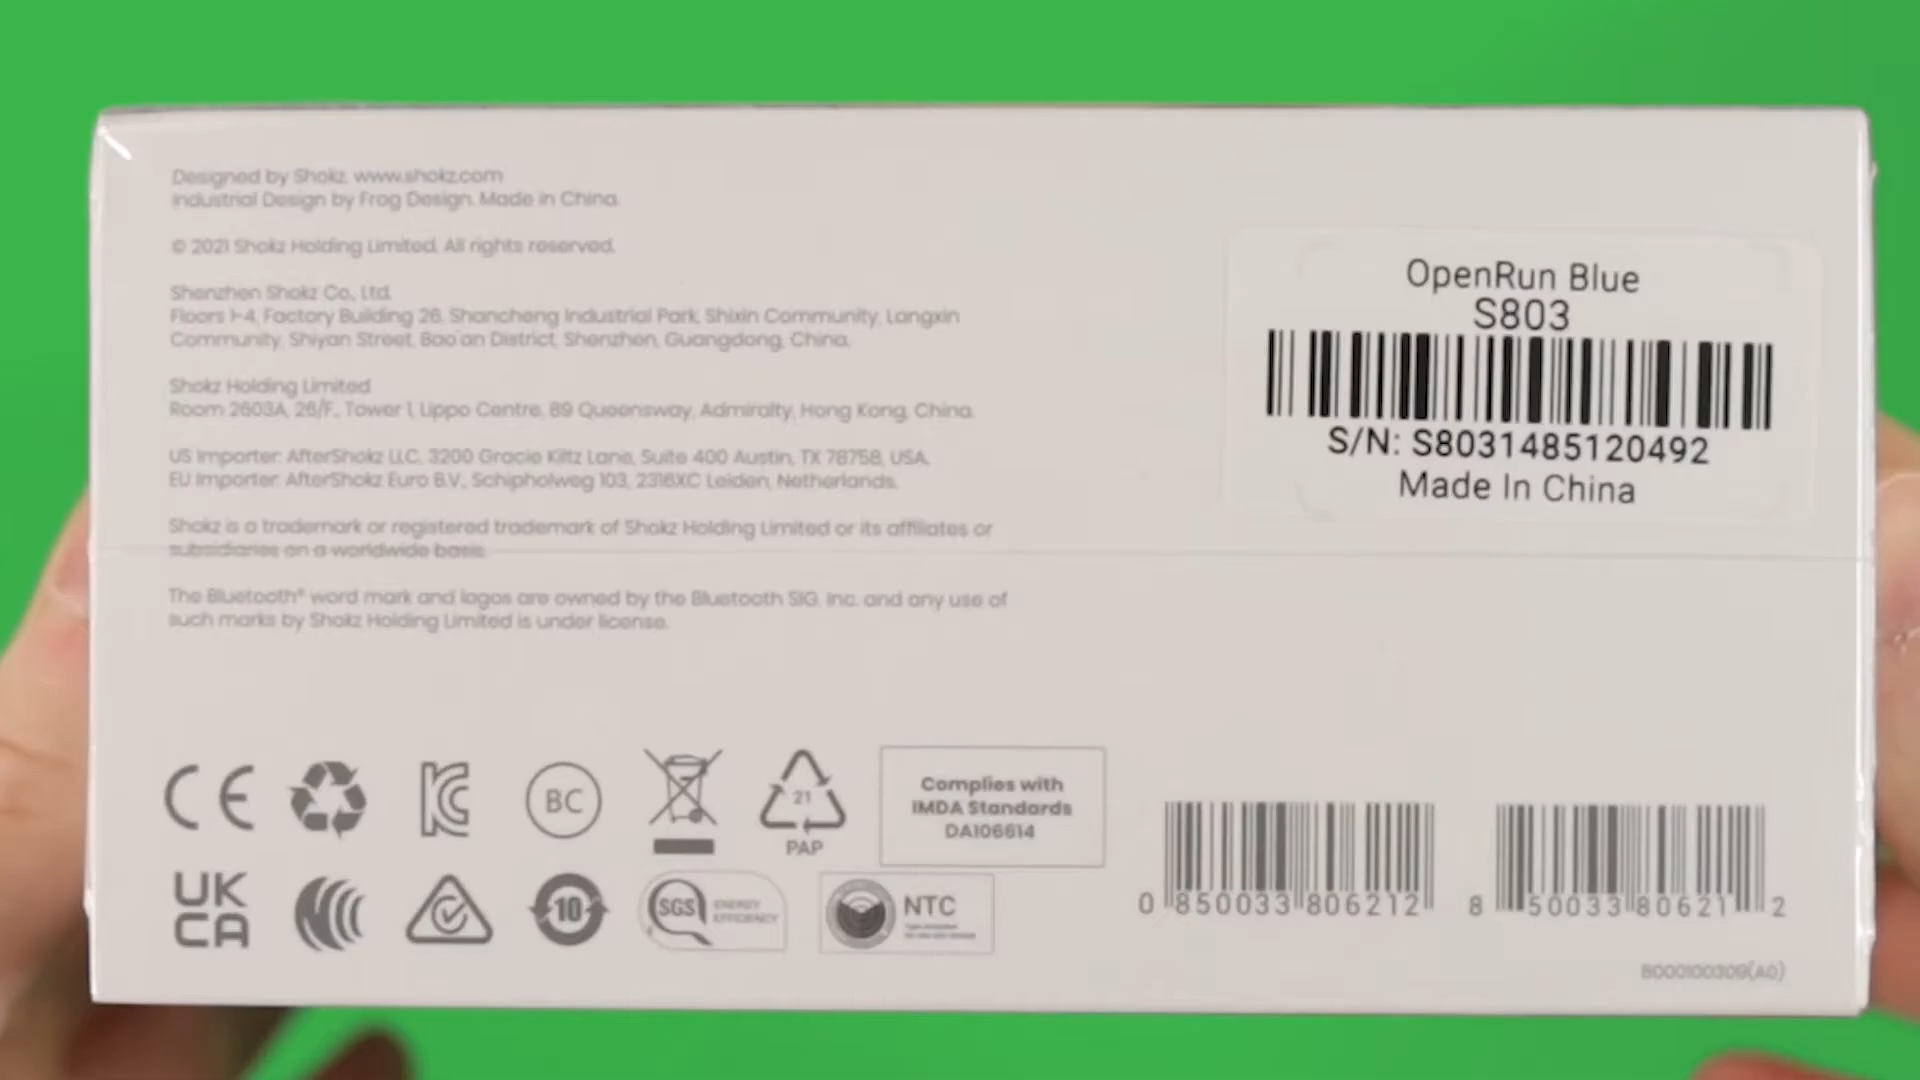 Designed by Shokz. www.shokz.com
Industrial Design by Frog Design. Made in China.
© 2021 Shokz Holding Limited. All rights reserved.
Shenzhen Shokz Co., Ltd.
Floors 1-4, Factory Building 26, Shancheng Industrial Park, Shixin Community, Langxin
Community, Shiyan Street, Bao'an District, Shenzhen, Guangdong, China.
Shokz Holding Limited
Room 2603A, 26/F., Tower 1, Lippo Centre, 89 Queensway, Admiralty, Hong Kong, China.
US Importer: AfterShokz LLC, 3200 Gracie Kiltz Lane, Suite 400 Austin, TX 78758, USA.
EU Importer: AfterShokz Euro B.V., Schipholweg 103, 2316XC Leiden, Netherlands.
Shokz is a trademark or registered trademark of Shokz Holding Limited or its affiliates or
subsidiaries on a worldwide basis.
The Bluetooth® word mark and logos are owned by the Bluetooth SIG, Inc. and any use of
such marks by Shokz Holding Limited is under license.
OpenRun Blue
S803
S/N: S8031485120492
Made In China
CE
BC
21
PAP
Complies with
IMDA Standards
DA106614
UK
CA
10
SGS
ENERGY
EFFICIENCY
NTC
0 850033 806212
8 50033 80621 2
B000100309(A0)